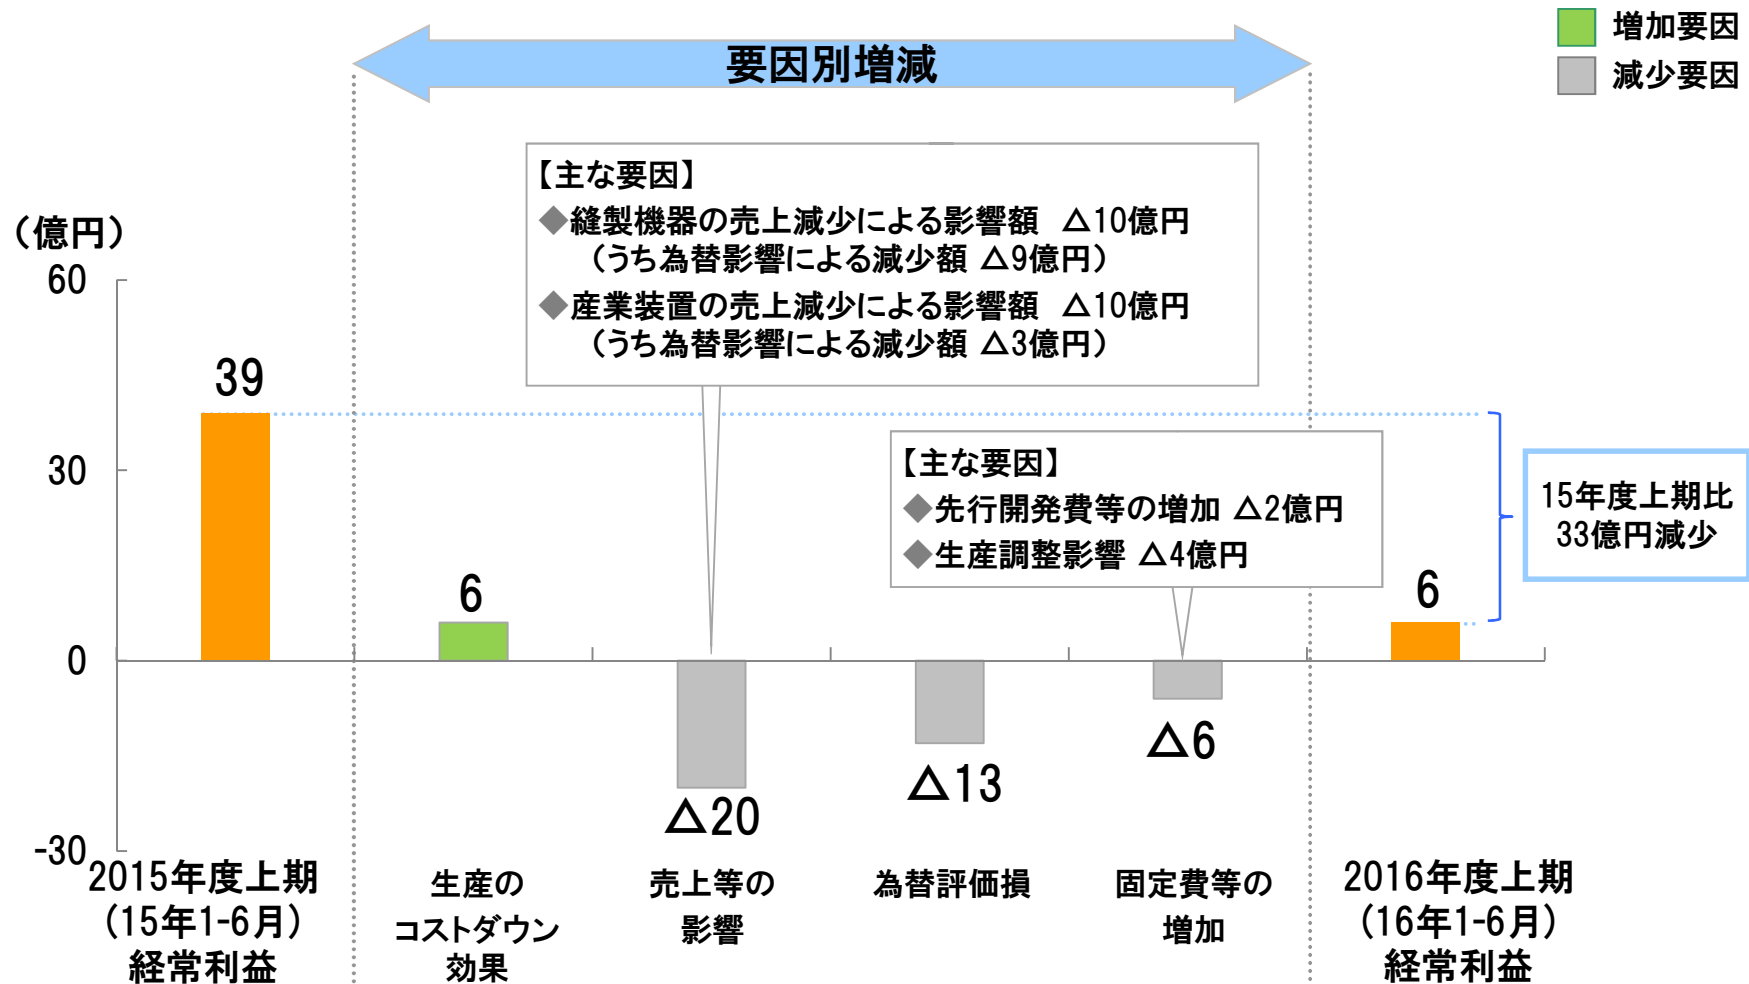 要因別増減
増加要因
減少要因
【主な要因】
◆縫製機器の売上減少による影響額 △10億円
（うち為替影響による減少額 △9億円）
◆産業装置の売上減少による影響額 △10億円
（うち為替影響による減少額 △3億円）
（億円）
60
30
0
-30
39
6
△20
△13
△6
6
【主な要因】
◆先行開発費等の増加 △2億円
◆生産調整影響 △4億円
15年度上期比
33億円減少
2015年度上期
（15年1-6月）
経常利益
生産の
コストダウン
効果
売上等の
影響
為替評価損
固定費等の
増加
2016年度上期
（16年1-6月）
経常利益